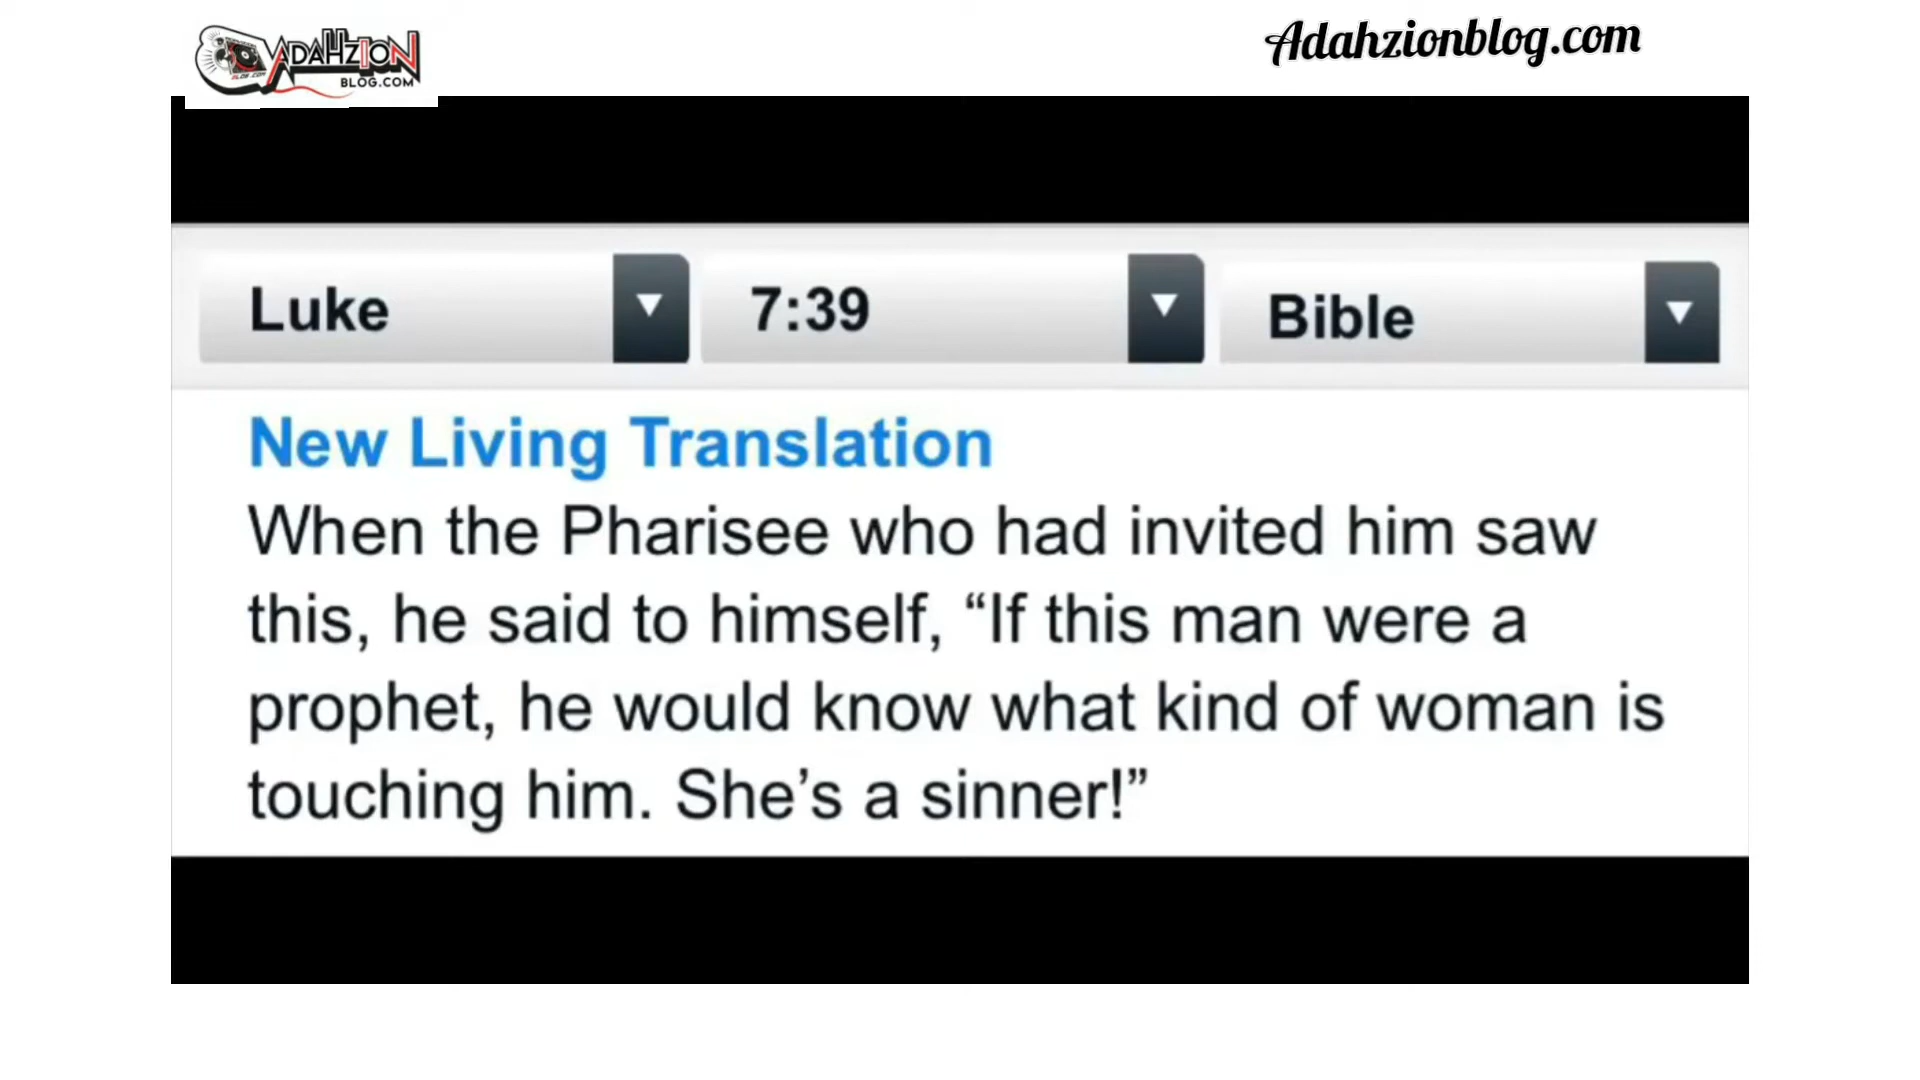 ADAHZION
BLOG.COM
Adahzionblog.com
Luke
7:39
Bible
New Living Translation
When the Pharisee who had invited him saw
this, he said to himself, “If this man were a
prophet, he would know what kind of woman is
touching him. She’s a sinner!”